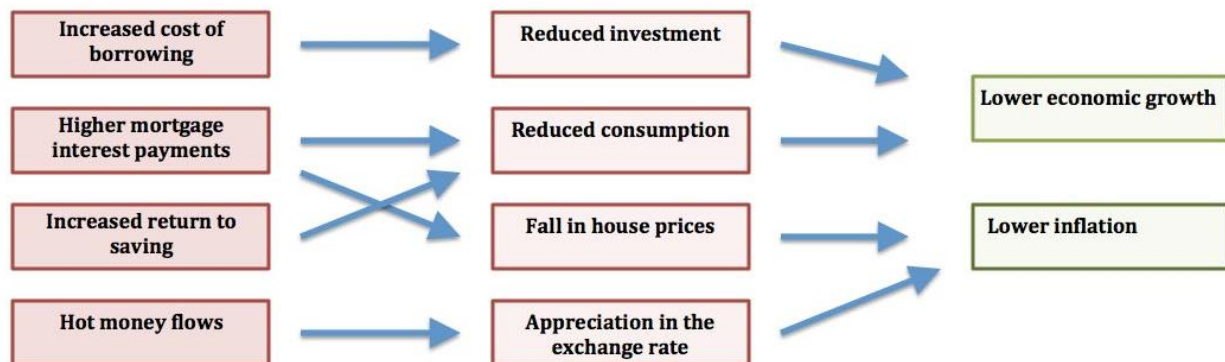 Increased cost of
borrowing
Reduced investment
Lower economic growth
Higher mortgage
interest payments
Reduced consumption
Increased return to
saving
Fall in house prices
Lower inflation
Hot money flows
Appreciation in the
exchange rate